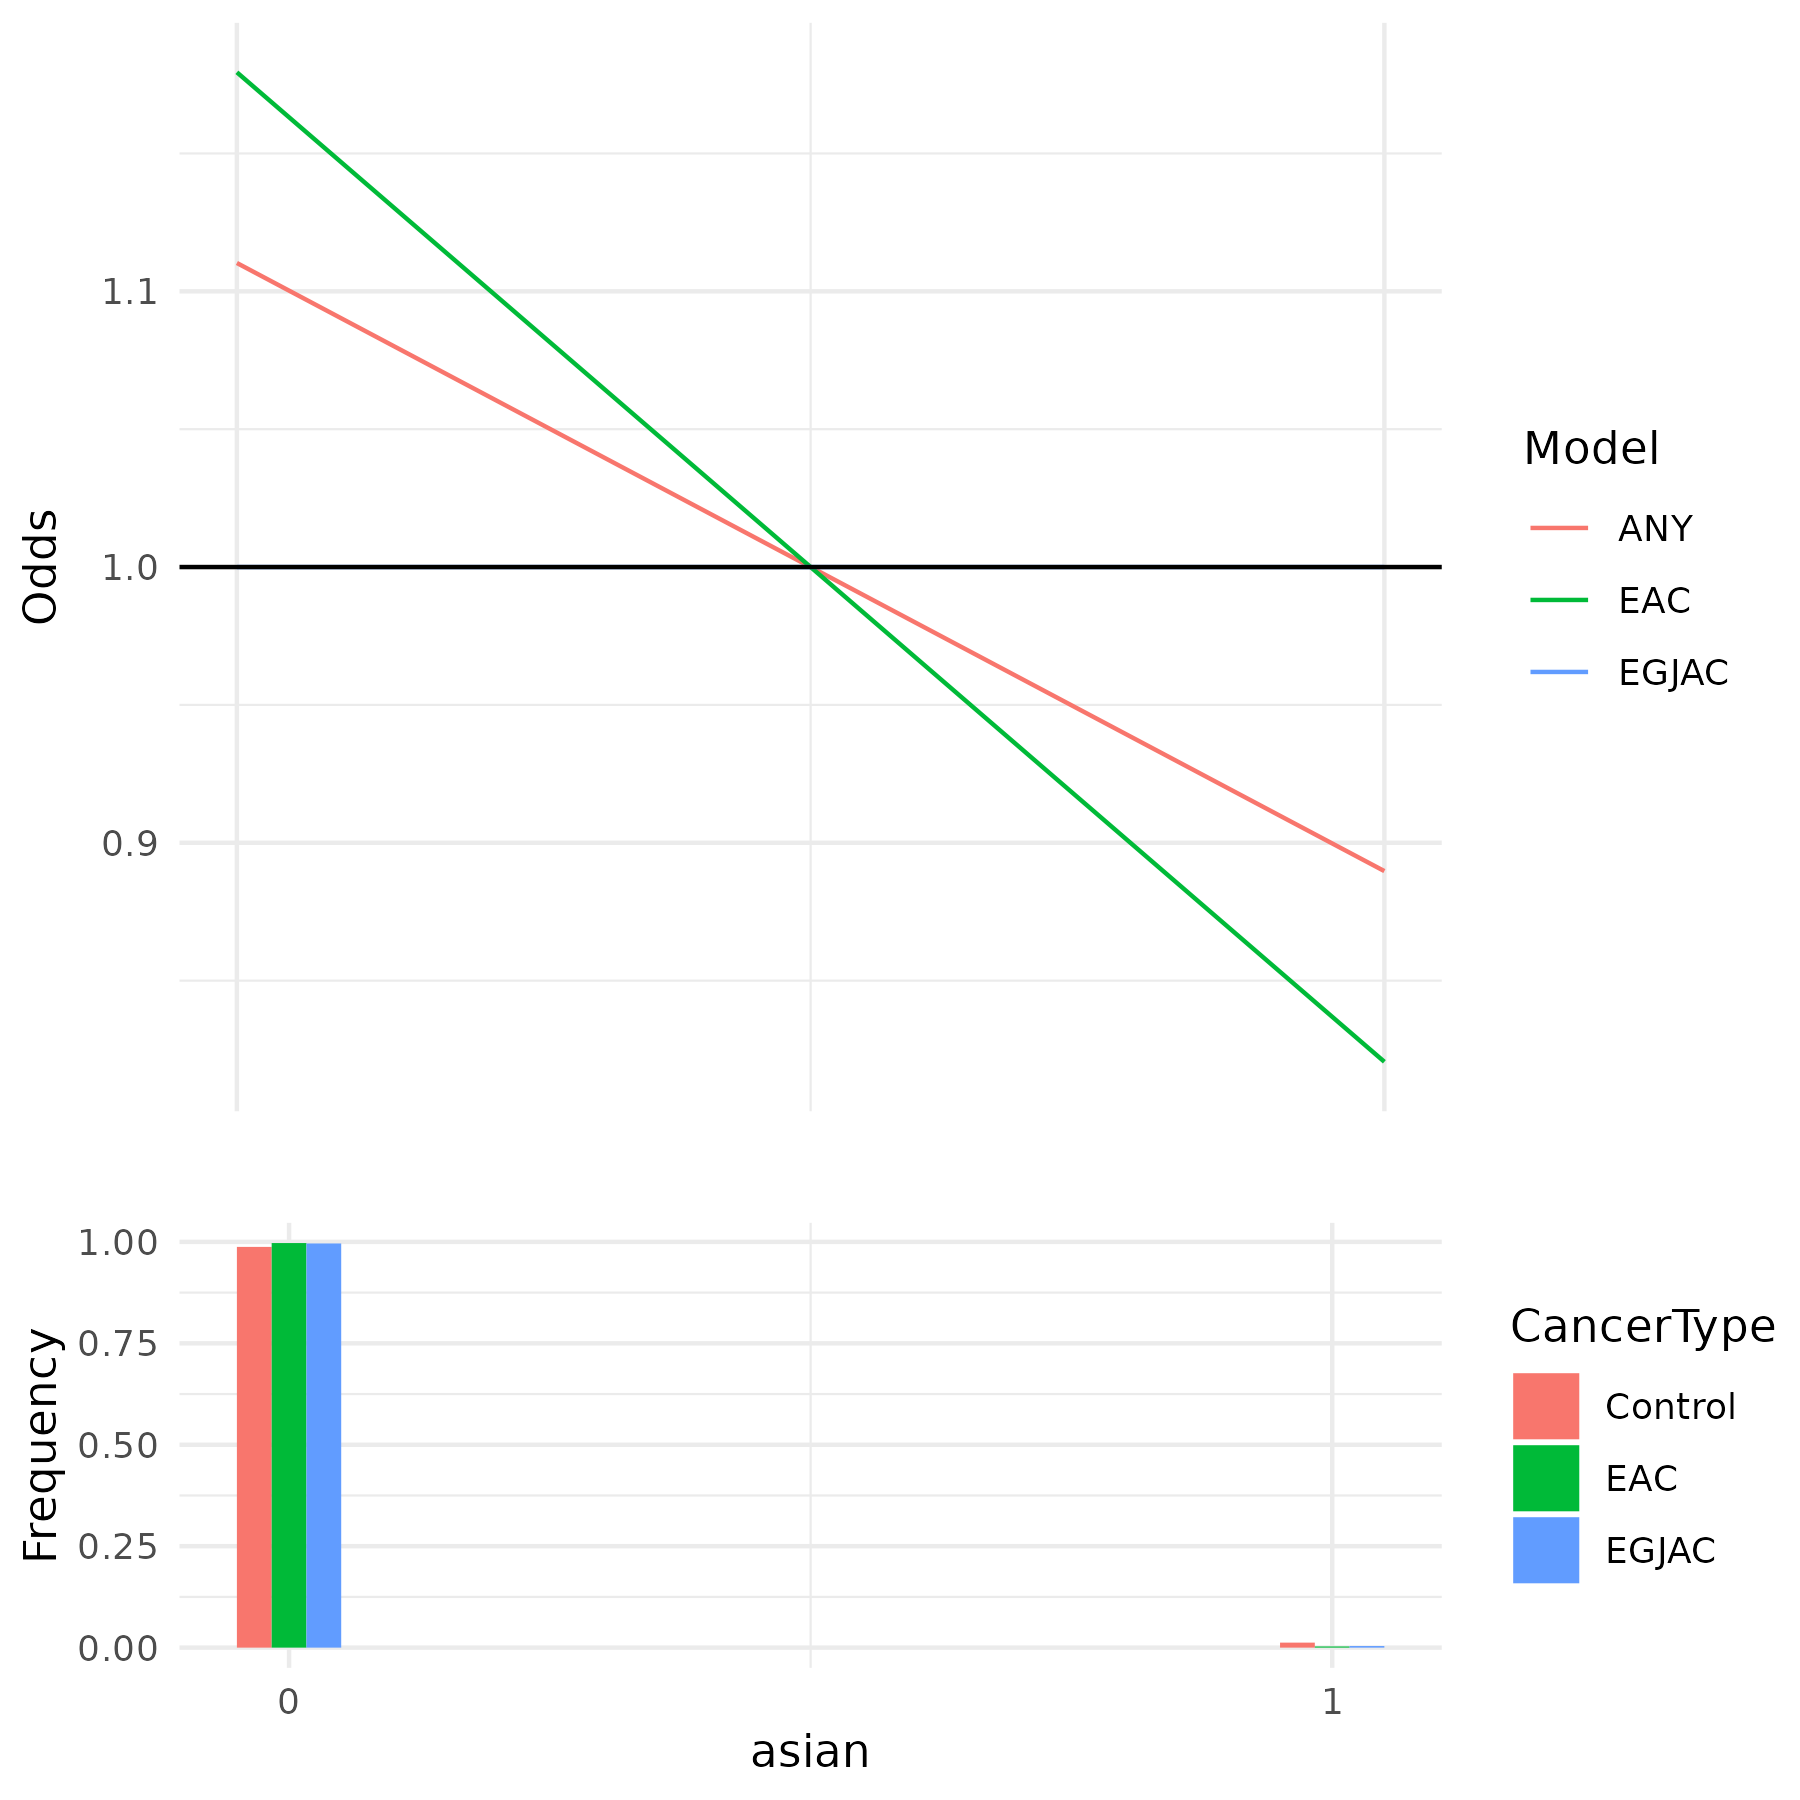 Odds
1.1
1.0
0.9
Model
ANY
EAC
EGJAC
Frequency
1.00
0.75
0.50
0.25
0.00
0 1
asian
CancerType
Control
EAC
EGJAC